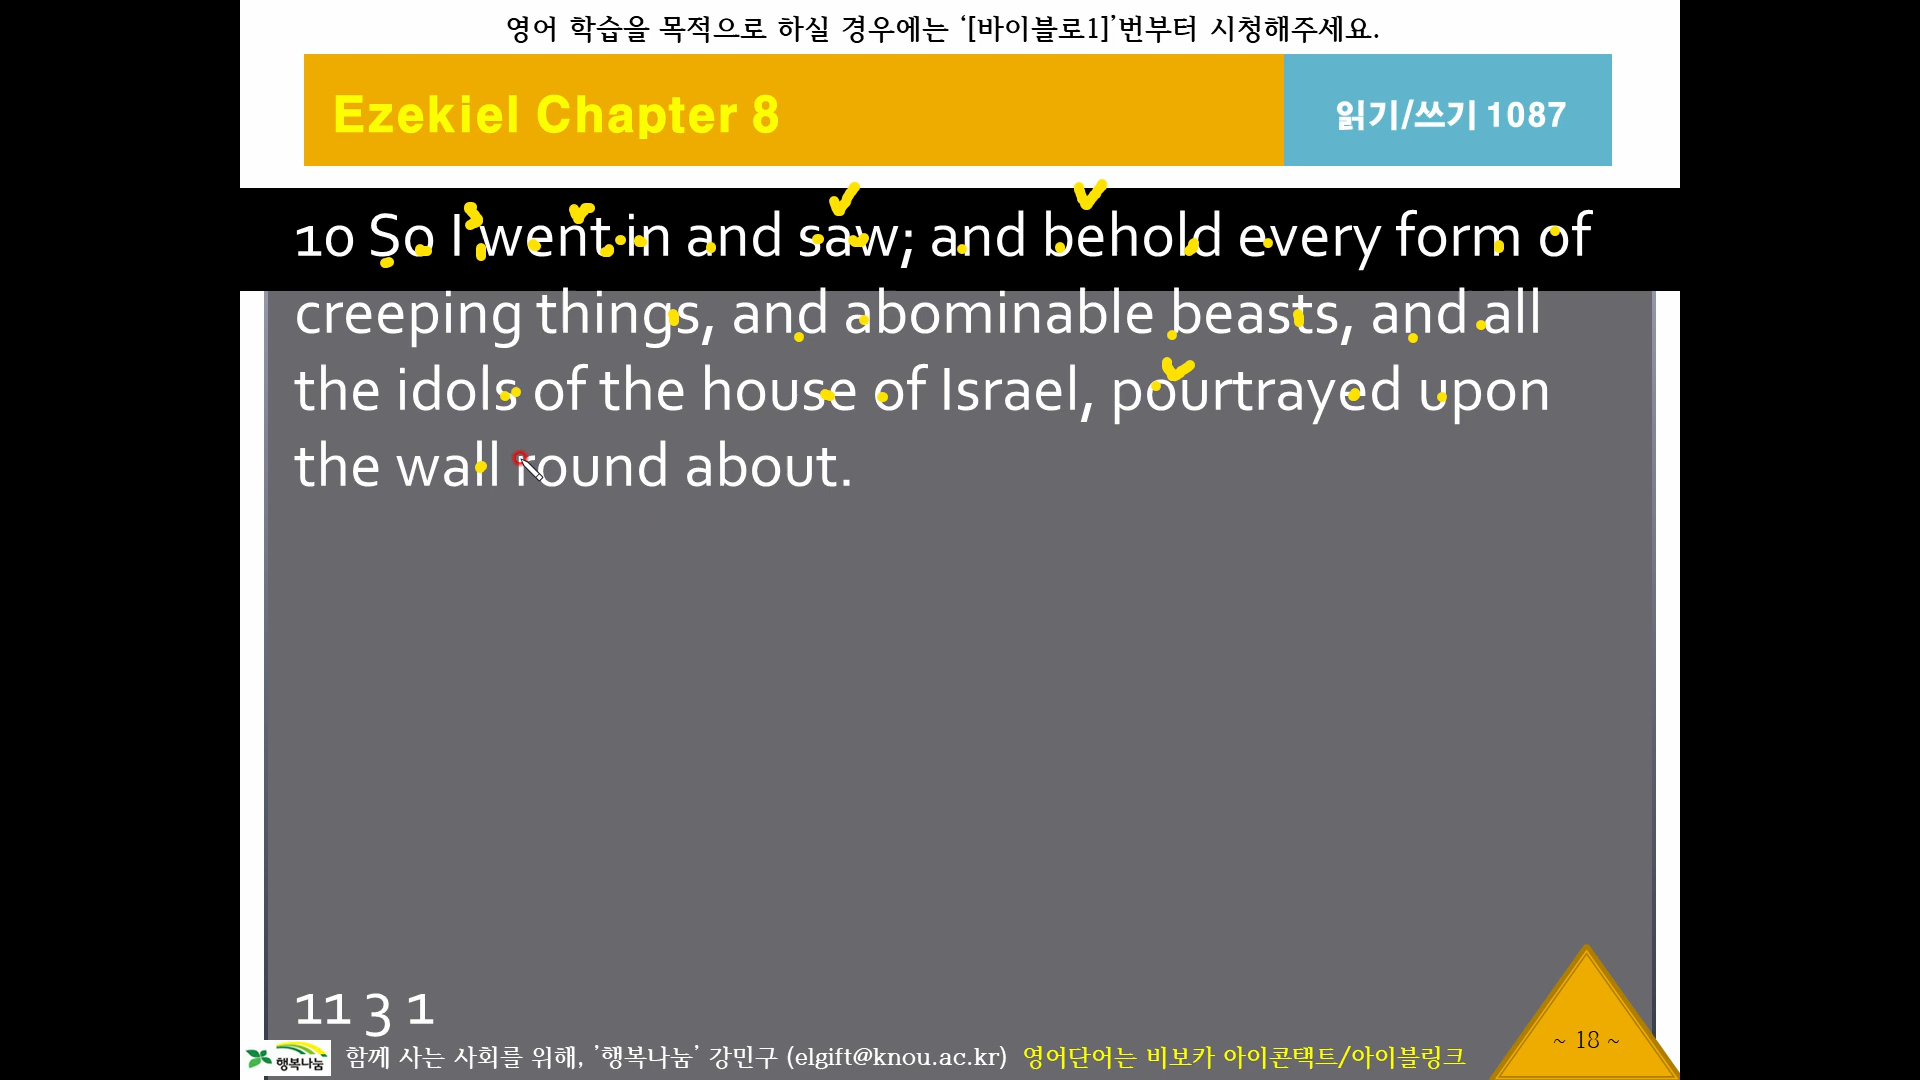 영어 학습을 목적으로 하실 경우에는 ‘[바이블로1]’번부터 시청해주세요.
Ezekiel Chapter 8
읽기/쓰기 1087
10 So I went in and saw; and behold every form of
creeping things, and abominable beasts, and all
the idols of the house of Israel, pourtrayed upon
the wall round about.
11 3 1
~ 18 ~
행복나눔
함께 사는 사회를 위해, ’행복나눔’ 강민구 (elgift@knou.ac.kr) 영어단어는 비보카 아이콘택트/아이블링크